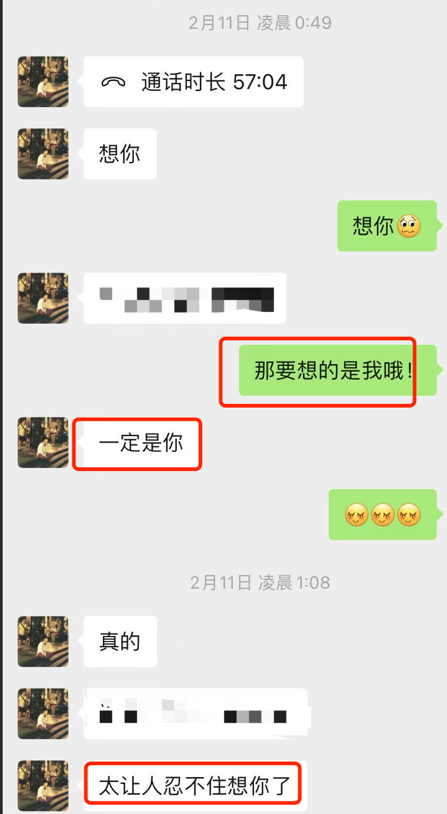 2月11日 凌晨 0:49
通话时长 57:04
想你
想你
那要想的是我哦!
一定是你
2月11日 凌晨 1:08
真的
太让人忍不住想你了